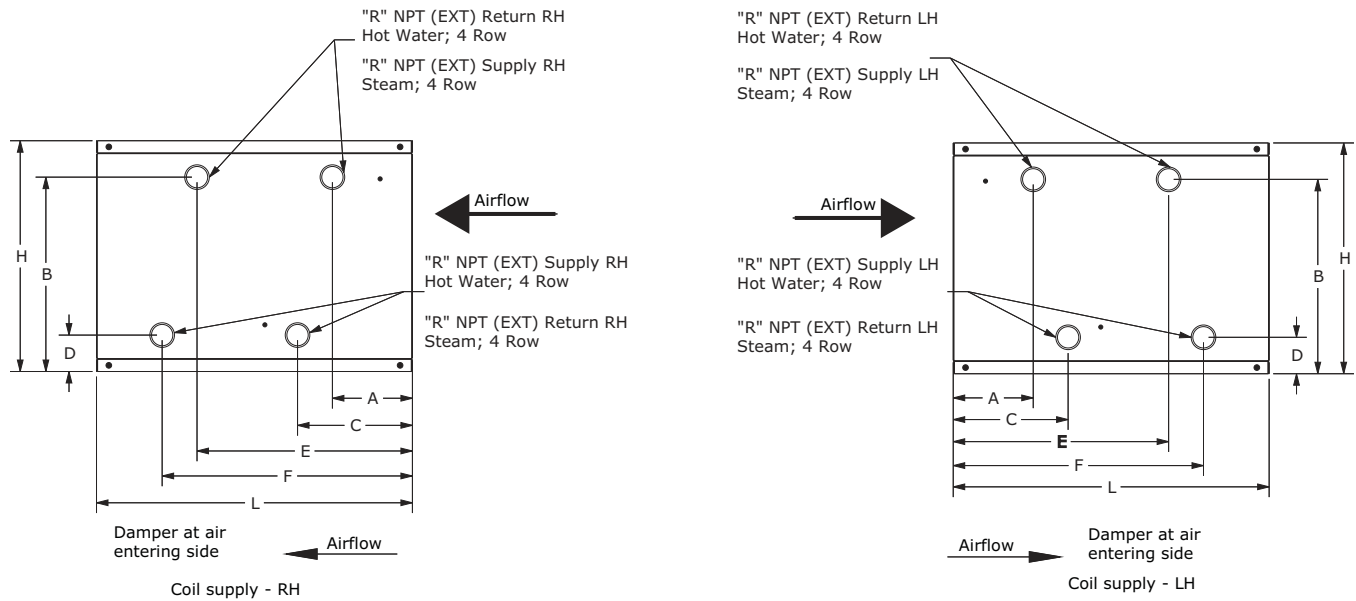 "R" NPT (EXT) Return RH
Hot Water; 4 Row
"R" NPT (EXT) Supply RH
Steam; 4 Row
Airflow
H
B
D
"R" NPT (EXT) Supply RH
Hot Water; 4 Row
"R" NPT (EXT) Return RH
Steam; 4 Row
A
C
E
F
L
Damper at air
entering side
Airflow
Coil supply - RH
"R" NPT (EXT) Return LH
Hot Water; 4 Row
"R" NPT (EXT) Supply LH
Steam; 4 Row
Airflow
"R" NPT (EXT) Supply LH
Hot Water; 4 Row
"R" NPT (EXT) Return LH
Steam; 4 Row
H
B
D
A
C
E
F
L
Airflow
Damper at air
entering side
Coil supply - LH